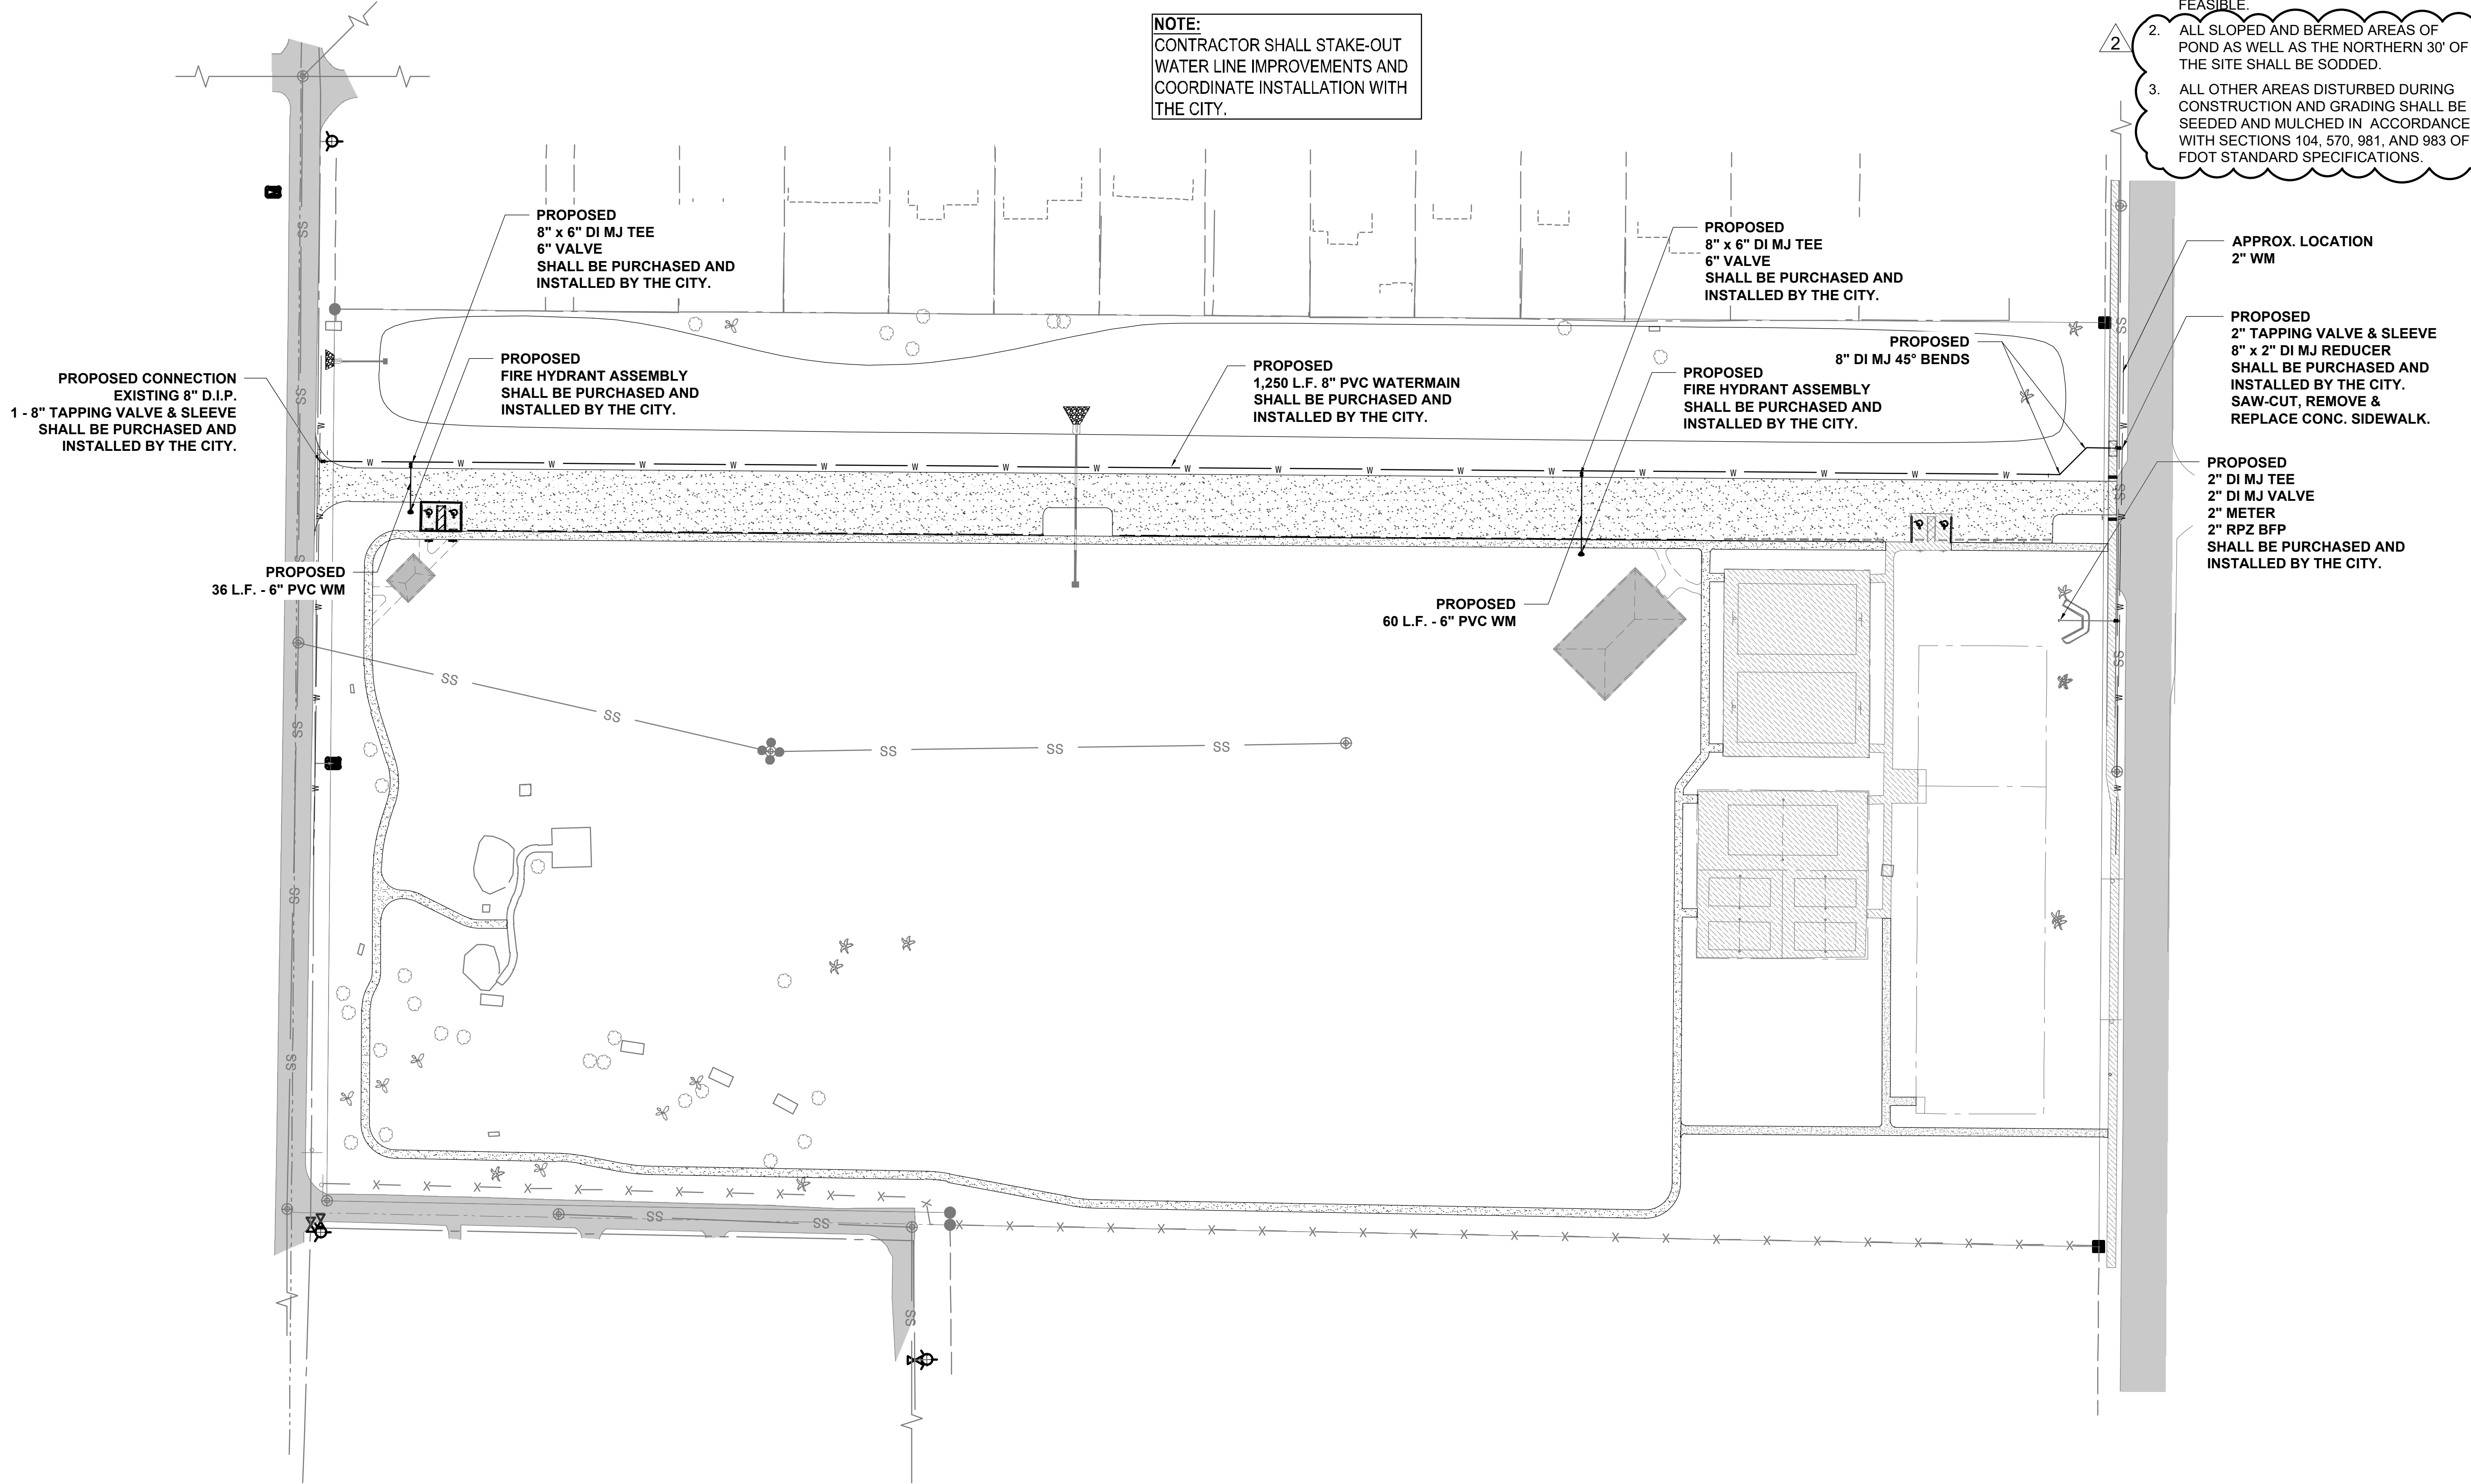 NOTE:
CONTRACTOR SHALL STAKE-OUT
WATER LINE IMPROVEMENTS AND
COORDINATE INSTALLATION WITH
THE CITY.
FEASIBLE.
2
2. ALL SLOPED AND BERMED AREAS OF
POND AS WELL AS THE NORTHERN 30' OF
THE SITE SHALL BE SODDED.
3. ALL OTHER AREAS DISTURBED DURING
CONSTRUCTION AND GRADING SHALL BE
SEEDED AND MULCHED IN ACCORDANCE
WITH SECTIONS 104, 570, 981, AND 983 OF
FDOT STANDARD SPECIFICATIONS.
PROPOSED
8" x 6" DI MJ TEE
6" VALVE
SHALL BE PURCHASED AND
INSTALLED BY THE CITY.
PROPOSED
8" x 6" DI MJ TEE
6" VALVE
SHALL BE PURCHASED AND
INSTALLED BY THE CITY.
APPROX. LOCATION
2" WM
PROPOSED
2" TAPPING VALVE & SLEEVE
8" x 2" DI MJ REDUCER
SHALL BE PURCHASED AND
INSTALLED BY THE CITY.
SAW-CUT, REMOVE &
REPLACE CONC. SIDEWALK.
PROPOSED CONNECTION
EXISTING 8" D.I.P.
1 - 8" TAPPING VALVE & SLEEVE
SHALL BE PURCHASED AND
INSTALLED BY THE CITY.
PROPOSED
FIRE HYDRANT ASSEMBLY
SHALL BE PURCHASED AND
INSTALLED BY THE CITY.
PROPOSED
1,250 L.F. 8" PVC WATERMAIN
SHALL BE PURCHASED AND
INSTALLED BY THE CITY.
PROPOSED
FIRE HYDRANT ASSEMBLY
SHALL BE PURCHASED AND
INSTALLED BY THE CITY.
PROPOSED
8" DI MJ 45° BENDS
PROPOSED
2" DI MJ TEE
2" DI MJ VALVE
2" METER
2" RPZ BFP
SHALL BE PURCHASED AND
INSTALLED BY THE CITY.
W W W W W W W W W W W W W W W W W W W
PROPOSED
36 L.F. - 6" PVC WM
PROPOSED
60 L.F. - 6" PVC WM
SS
SS
SS SS SS
SS
SS
SS
SS
SS
SS
SS
SS
SS
SS
SS SS
SS
W
W
W
W
W
W
W
W
W
W
X X X X X X X X X X X
X
X X X X X X X X X X X X X X X X X X X X X X X